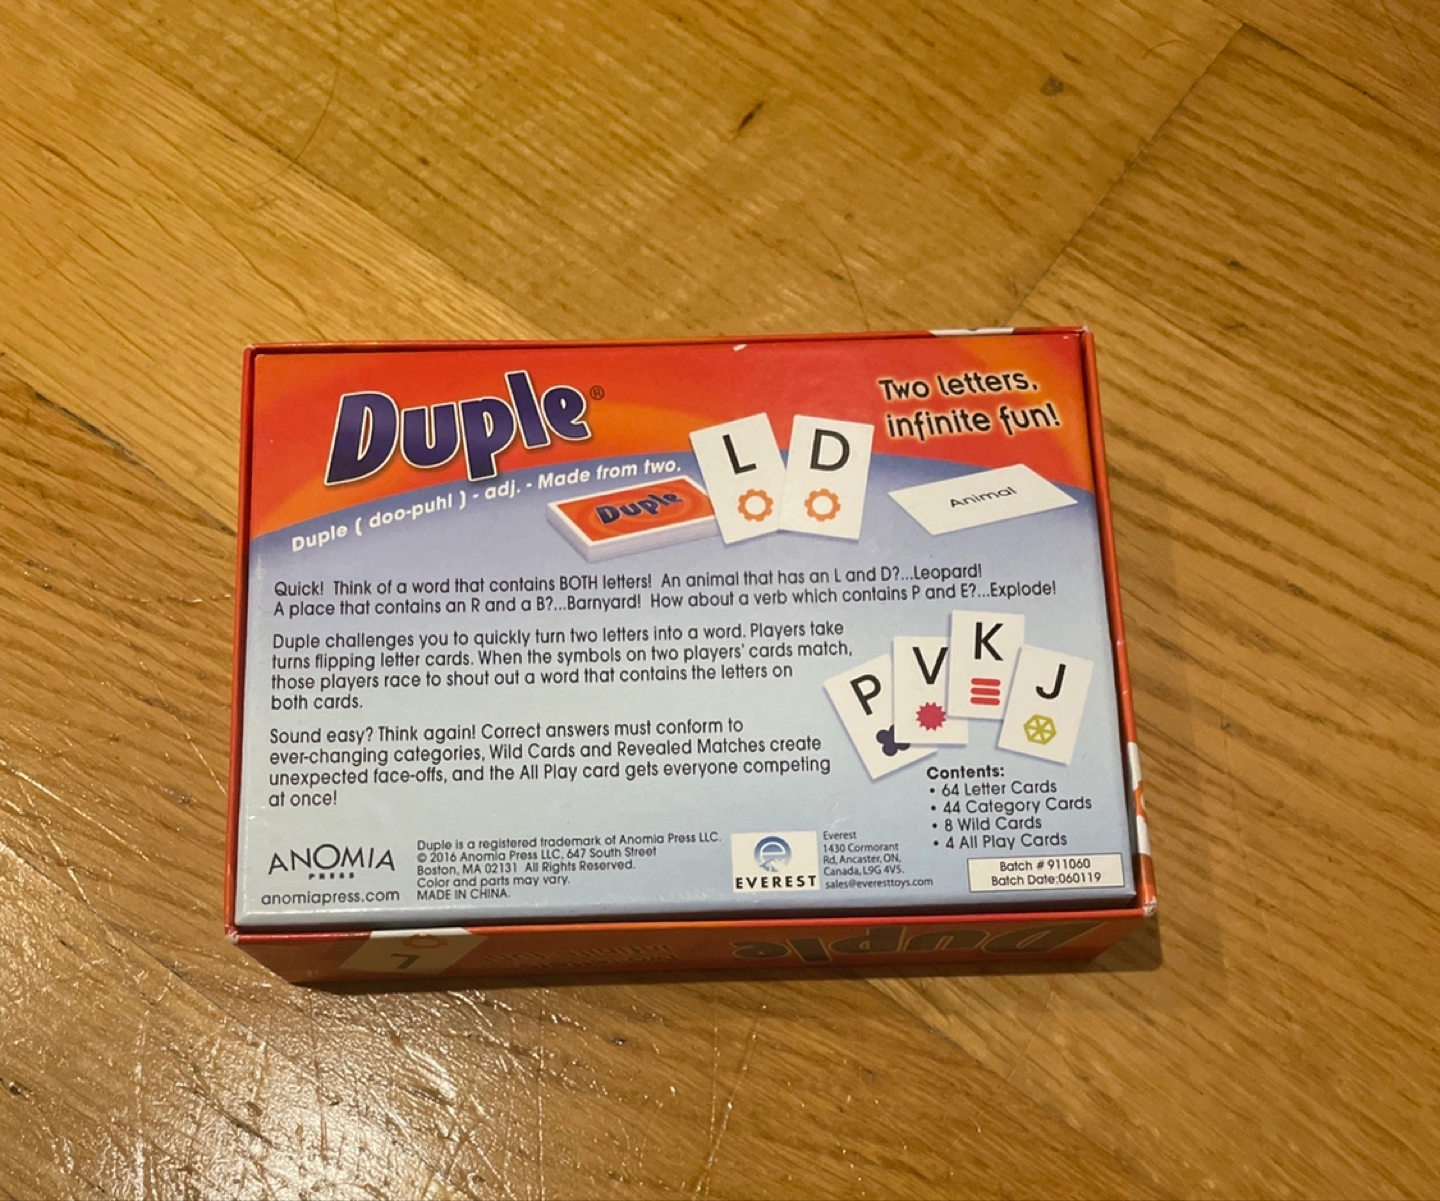 Duple®
Two letters,
infinite fun!
Duple ( doo-puhl ) - adj. - Made from two.
Duple
L
D
Animal
Quick! Think of a word that contains BOTH letters! An animal that has an L and D?...Leopard!
A place that contains an R and a B?...Barnyard! How about a verb which contains P and E?...Explode!
Duple challenges you to quickly turn two letters into a word. Players take
turns flipping letter cards. When the symbols on two players' cards match,
those players race to shout out a word that contains the letters on
both cards.
P
V
K
J
Sound easy? Think again! Correct answers must conform to
ever-changing categories, Wild Cards and Revealed Matches create
unexpected face-offs, and the All Play card gets everyone competing
at once!
Contents:
• 64 Letter Cards
• 44 Category Cards
• 8 Wild Cards
• 4 All Play Cards
ANOMIA
PRESS
anomiapress.com
Duple is a registered trademark of Anomia Press LLC.
© 2016 Anomia Press LLC, 647 South Street
Boston, MA 02131 All Rights Reserved.
Color and parts may vary.
MADE IN CHINA.
EVEREST
Everest
1430 Cormorant
Rd, Ancaster, ON,
Canada, L9G 4V5.
sales@everesttoys.com
Batch # 911060
Batch Date:060119
L
Duple